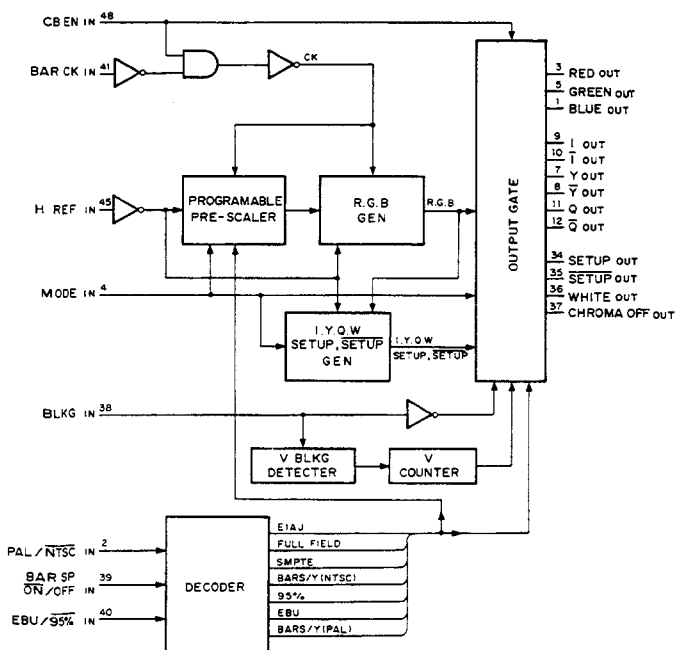 CBEN IN 48
BAR CK IN 41
CK
H REF IN 45
PROGRAMABLE
PRE-SCALER
R.G.B
GEN
R.G.B
MODE IN 4
I.Y.Q.W
SETUP, SETUP
GEN
I.Y.Q.W
SETUP, SETUP
OUTPUT GATE
3 RED OUT
5 GREEN OUT
1 BLUE OUT
9 I OUT
10 I OUT
7 Y OUT
8 Y OUT
11 Q OUT
12 Q OUT
34 SETUP OUT
35 SETUP OUT
36 WHITE OUT
37 CHROMA OFF OUT
BLKG IN 38
V BLKG
DETECTER
V
COUNTER
PAL/NTSC IN 2
BAR SP 39
ON/OFF IN
EBU/95% IN 40
DECODER
EIAJ
FULL FIELD
SMPTE
BARS/Y(NTSC)
95%
EBU
BARS/Y(PAL)